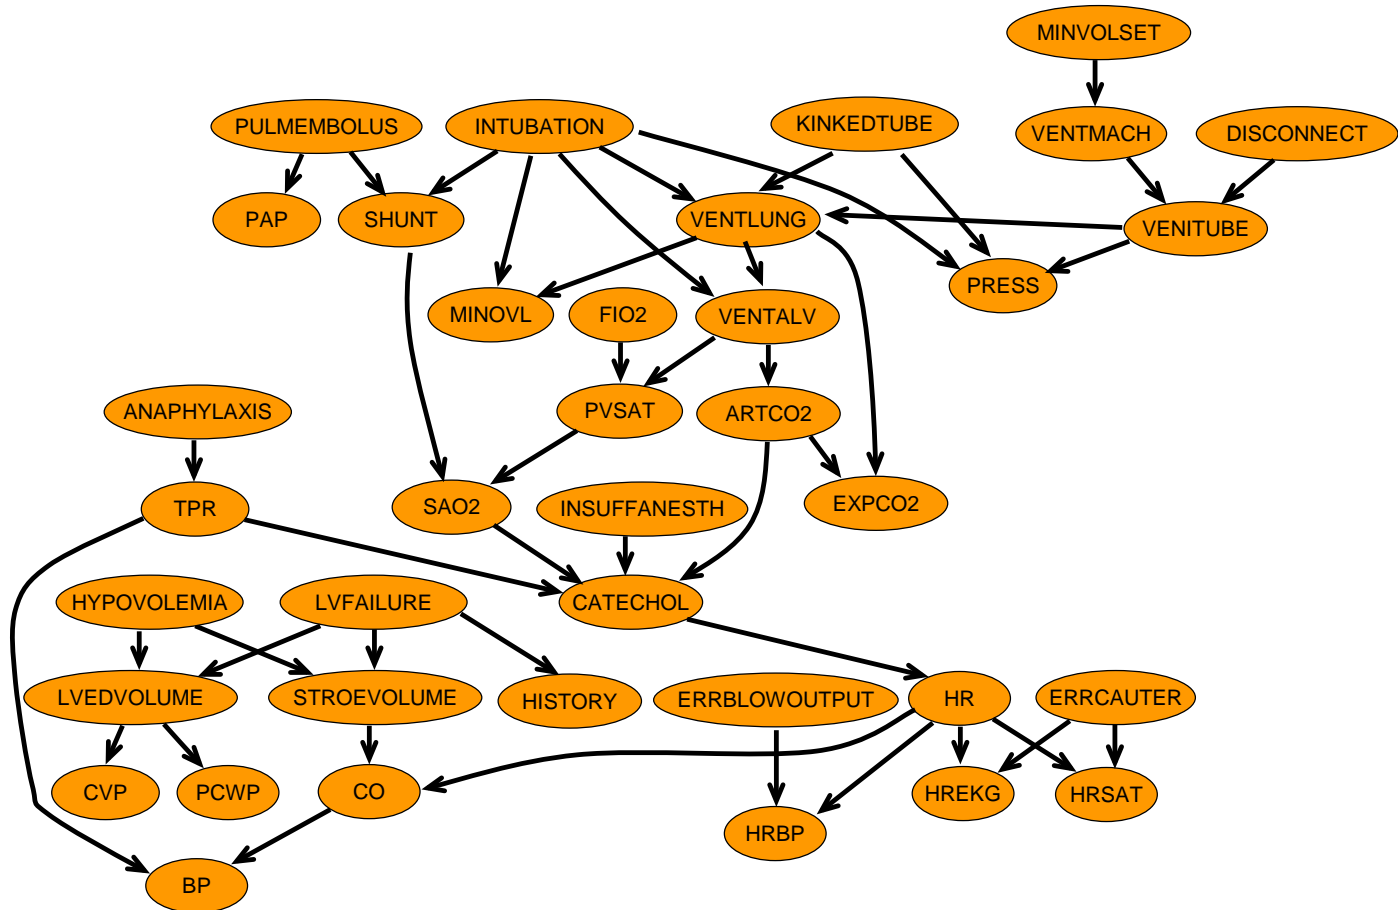 MINVOLSET
PULMEMBOLUS
INTUBATION
KINKEDTUBE
VENTMACH
DISCONNECT
PAP
SHUNT
VENTLUNG
VENITUBE
PRESS
MINOVL
FIO2
VENTALV
ANAPHYLAXIS
PVSAT
ARTCO2
TPR
SAO2
INSUFFANESTH
EXPCO2
HYPOVOLEMIA
LVFAILURE
CATECHOL
LVEDVOLUME
STROEVOLUME
HISTORY
ERRBLOWOUTPUT
HR
ERRCAUTER
CVP
PCWP
CO
HREKG
HRSAT
HRBP
BP